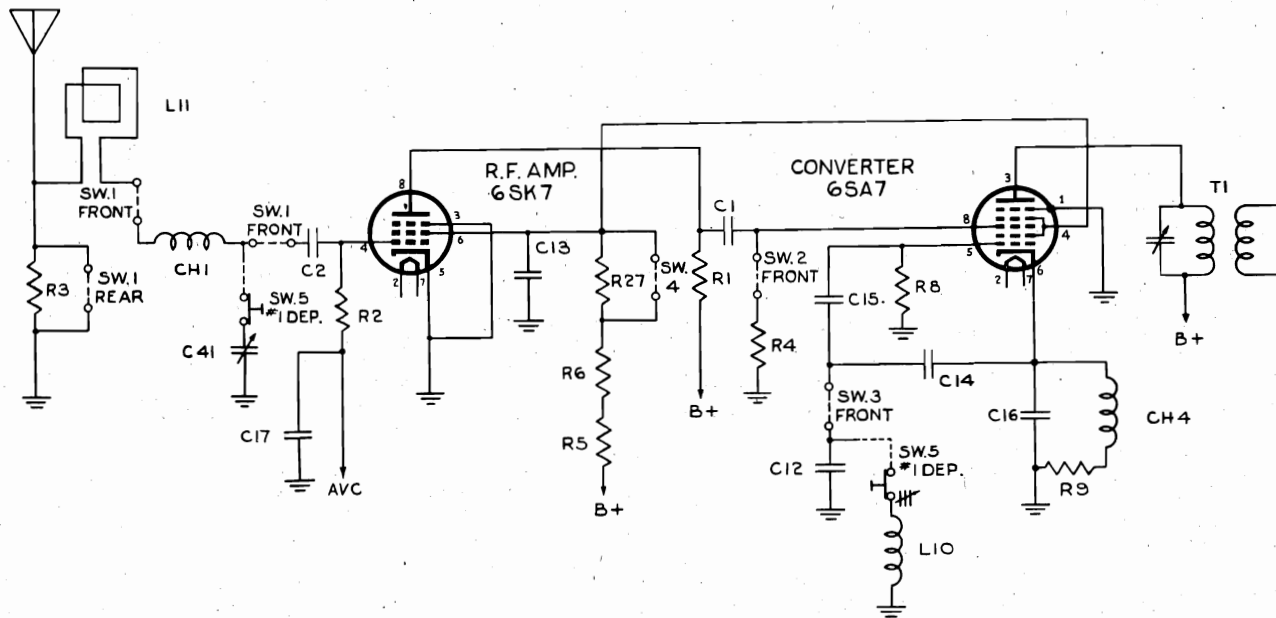 L11
SW.1
FRONT
CH1
SW.1
FRONT
C2
R3
SW.1
REAR
SW.5
#1 DEP.
C41
R2
C17
AVC
R.F. AMP.
6SK7
8
3
6
4
5
2
7
C13
R27
SW.
4
R6
R5
B+
C1
R1
B+
SW.2
FRONT
R4
CONVERTER
6SA7
3
1
8
4
5
6
2
7
C15.
R8
C14
SW.3
FRONT
C12
SW.5
#1 DEP.
L10
C16
CH4
R9
T1
B+